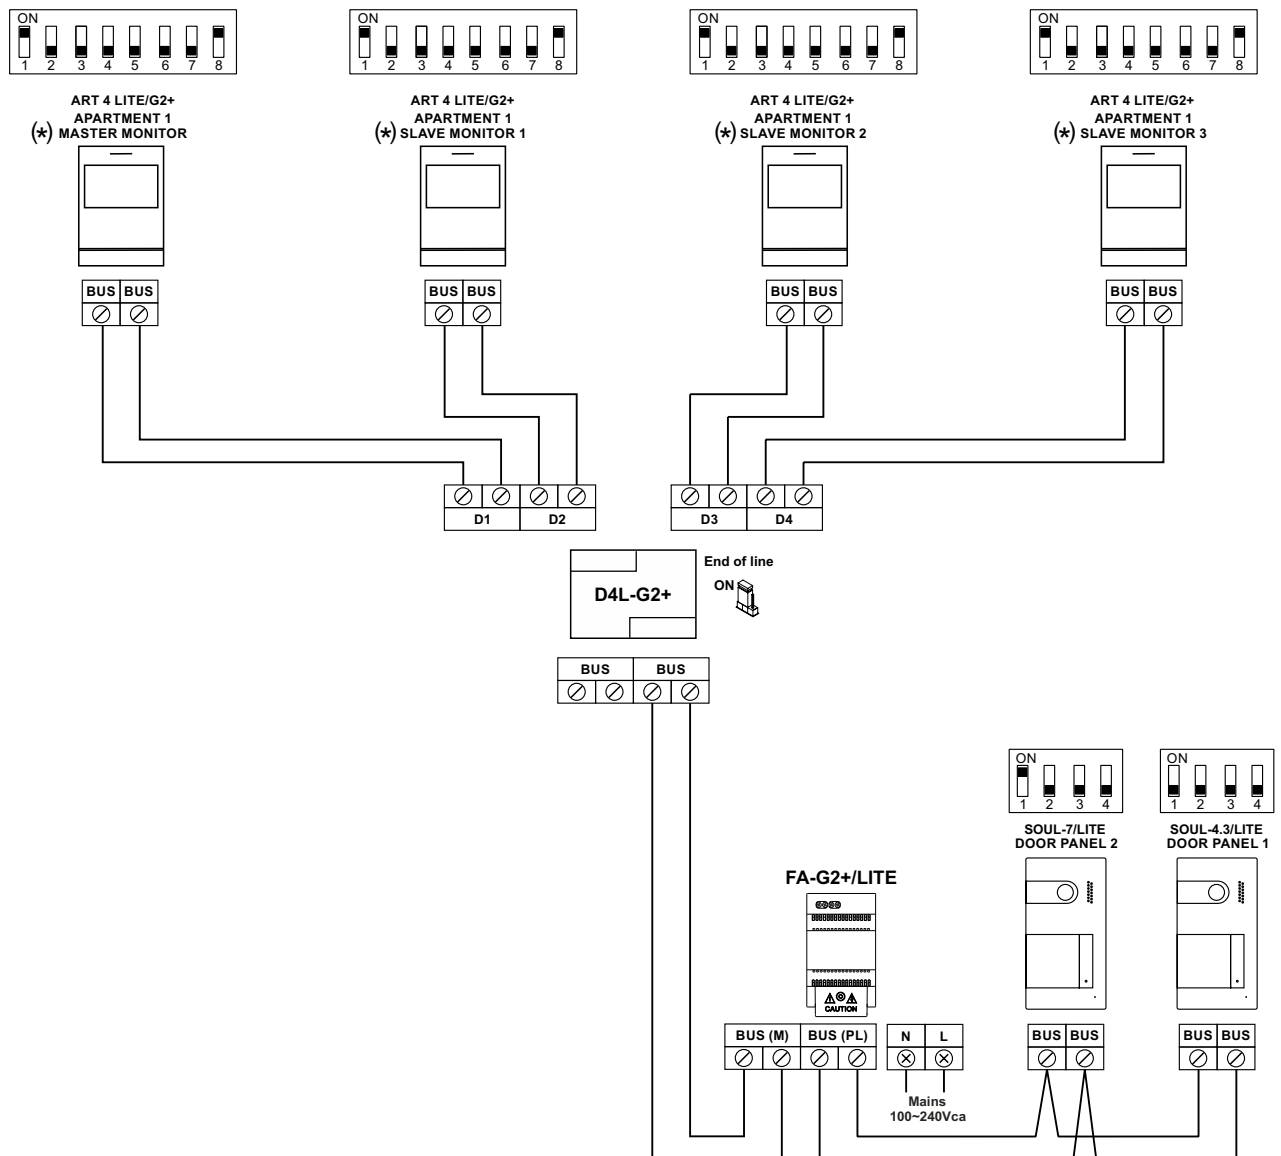 ON
1 2 3 4 5 6 7 8
ART 4 LITE/G2+
APARTMENT 1
(*) MASTER MONITOR
BUS BUS
ON
1 2 3 4 5 6 7 8
ART 4 LITE/G2+
APARTMENT 1
(*) SLAVE MONITOR 1
BUS BUS
ON
1 2 3 4 5 6 7 8
ART 4 LITE/G2+
APARTMENT 1
(*) SLAVE MONITOR 2
BUS BUS
ON
1 2 3 4 5 6 7 8
ART 4 LITE/G2+
APARTMENT 1
(*) SLAVE MONITOR 3
BUS BUS
D1 D2
D3 D4
D4L-G2+
End of line
ON
BUS BUS
FA-G2+/LITE
CAUTION
BUS (M) BUS (PL)
N L
Mains
100~240Vca
ON
1 2 3 4
SOUL-7/LITE
DOOR PANEL 2
BUS BUS
ON
1 2 3 4
SOUL-4.3/LITE
DOOR PANEL 1
BUS BUS